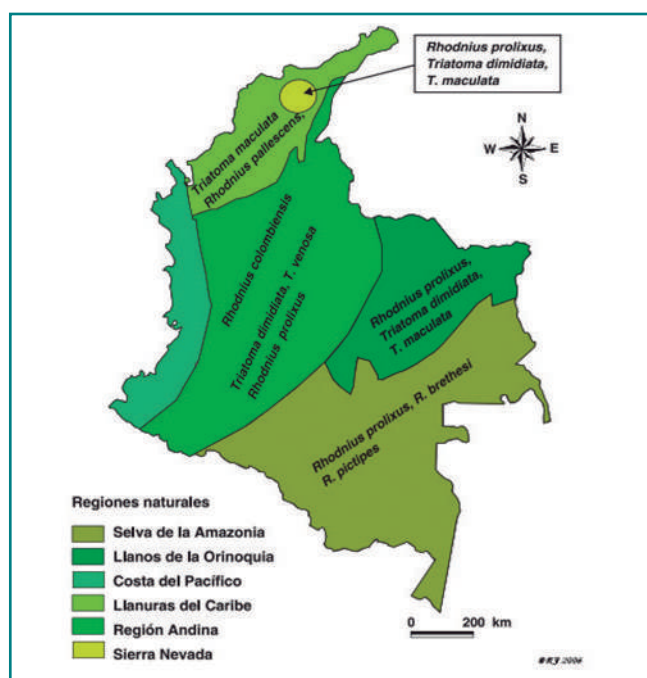 Rhodnius prolixus,
Triatoma dimidiata,
T. maculata
N
W E
S
Triatoma maculata
Rhodnius pallescens,
Rhodnius colombiensis
Triatoma dimidiata, T. venosa
Rhodnius prolixus
Rhodnius prolixus,
Triatoma dimidiata,
T. maculata
Rhodnius prolixus, R. brethesi
R. pictipes
Regiones naturales
Selva de la Amazonia
Llanos de la Orinoquia
Costa del Pacífico
Llanuras del Caribe
Región Andina
Sierra Nevada
0 200 km